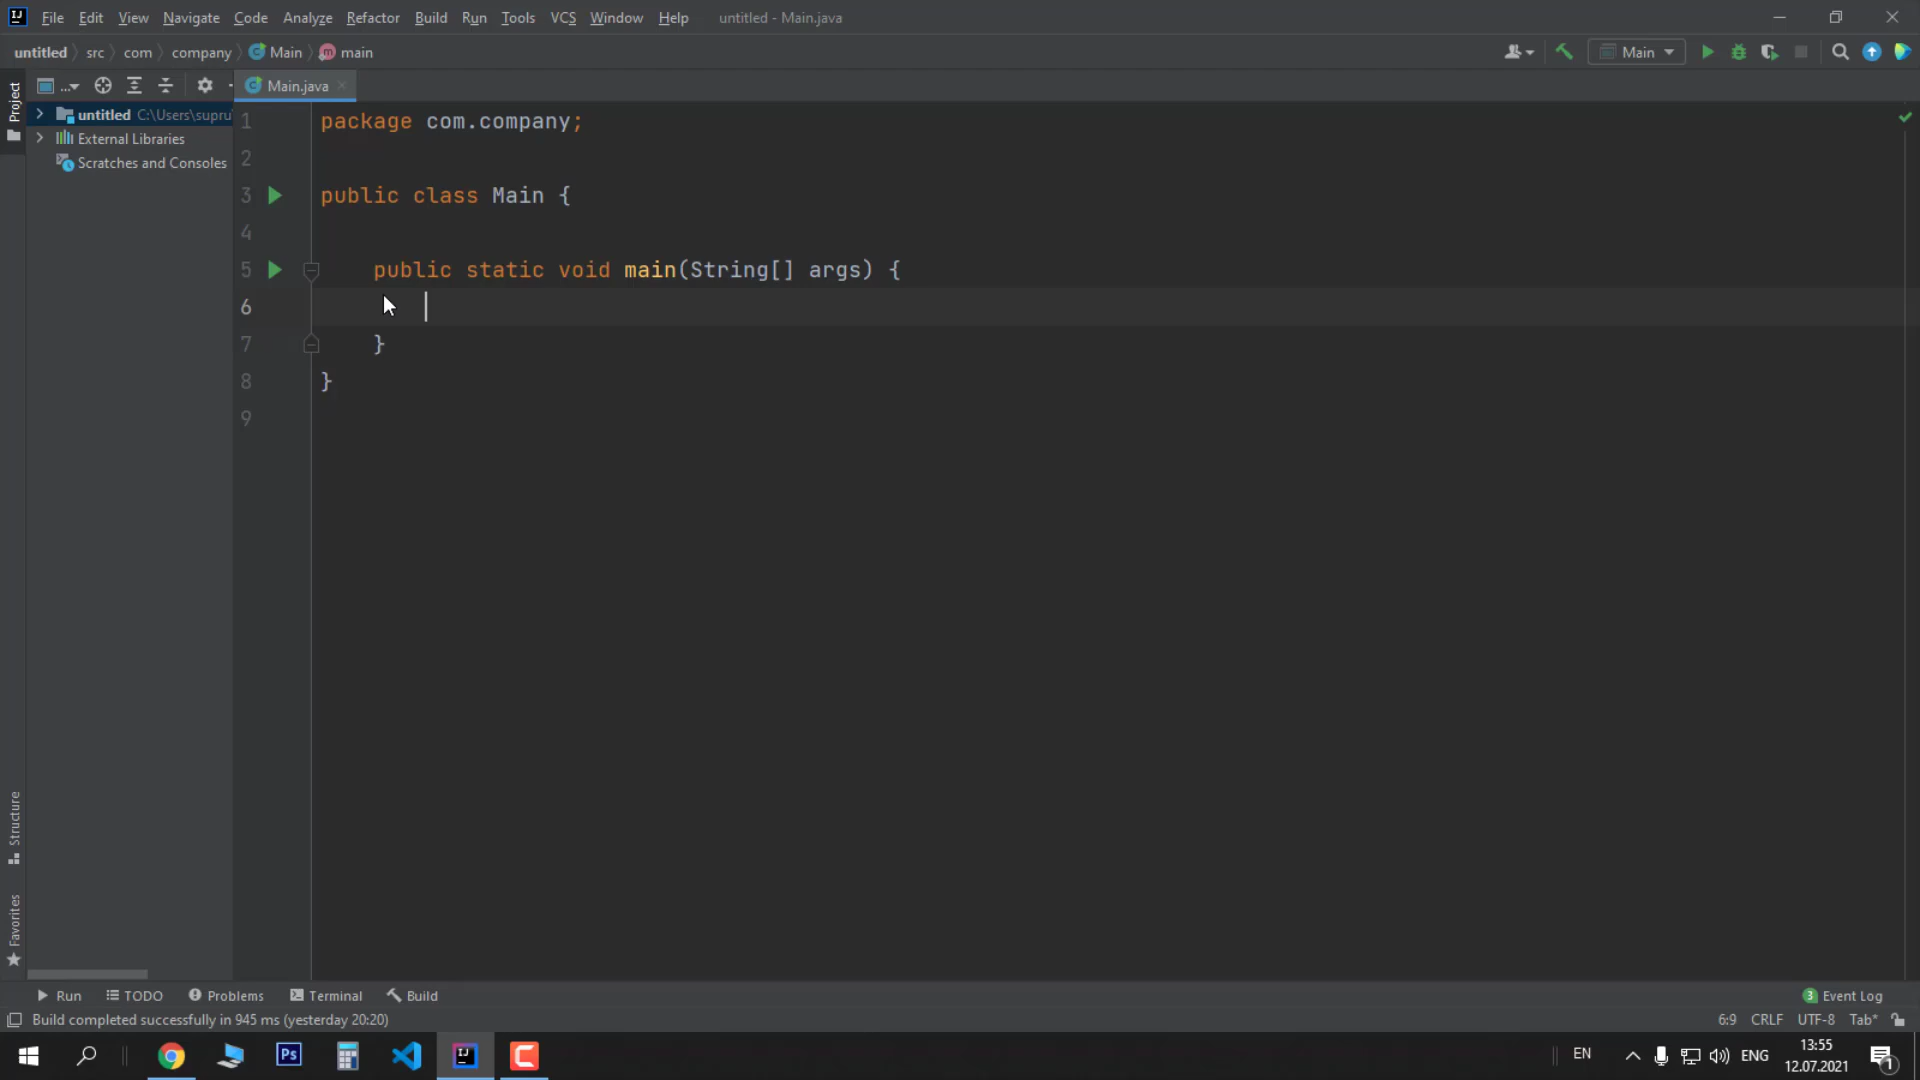 File Edit View Navigate Code Analyze Refactor Build Run Tools VCS Window Help untitled - Main.java
untitled src com company Main main
Main
Project
... Main.java
untitled C:\Users\supru
External Libraries
Scratches and Consoles
1 package com.company;
2
3 public class Main {
4
5 public static void main(String[] args) {
6
7 }
8 }
9
Structure
Favorites
Run TODO Problems Terminal Build
3 Event Log
Build completed successfully in 945 ms (yesterday 20:20)
6:9 CRLF UTF-8 Tab*
Ps
IJ
EN
ENG
13:55
12.07.2021
1